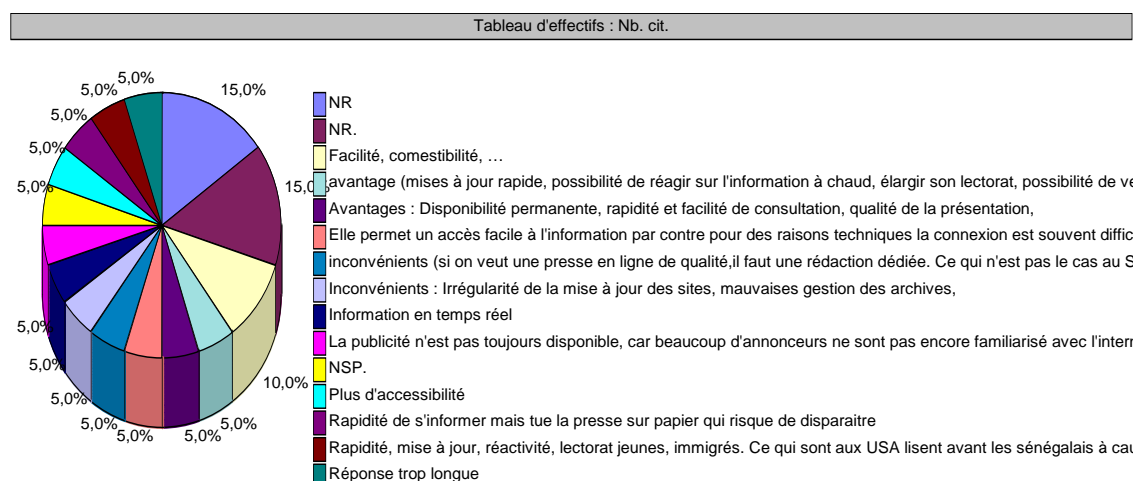 Tableau d'effectifs : Nb. cit.
5,0%
5,0%
15,0%
5,0%
5,0%
5,0%
15,0%
5,0%
5,0%
5,0%
5,0%
5,0%
5,0%
5,0%
10,0%
NR
NR.
Facilité, comestibilité, …
avantage (mises à jour rapide, possibilité de réagir sur l'information à chaud, élargir son lectorat, possibilité de ve
Avantages : Disponibilité permanente, rapidité et facilité de consultation, qualité de la présentation,
Elle permet un accès facile à l'information par contre pour des raisons techniques la connexion est souvent diffic
inconvénients (si on veut une presse en ligne de qualité,il faut une rédaction dédiée. Ce qui n'est pas le cas au S
Inconvénients : Irrégularité de la mise à jour des sites, mauvaises gestion des archives,
Information en temps réel
La publicité n'est pas toujours disponible, car beaucoup d'annonceurs ne sont pas encore familiarisé avec l'intern
NSP.
Plus d'accessibilité
Rapidité de s'informer mais tue la presse sur papier qui risque de disparaitre
Rapidité, mise à jour, réactivité, lectorat jeunes, immigrés. Ce qui sont aux USA lisent avant les sénégalais à cau
Réponse trop longue